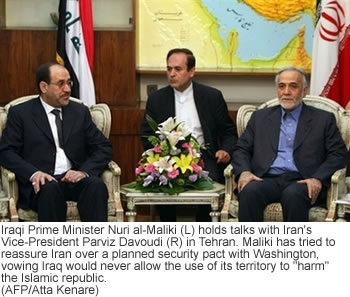 Iraqi Prime Minister Nuri al-Maliki (L) holds talks with Iran's
Vice-President Parviz Davoudi (R) in Tehran. Maliki has tried to
reassure Iran over a planned security pact with Washington,
vowing Iraq would never allow the use of its territory to "harm"
the Islamic republic.
(AFP/Atta Kenare)